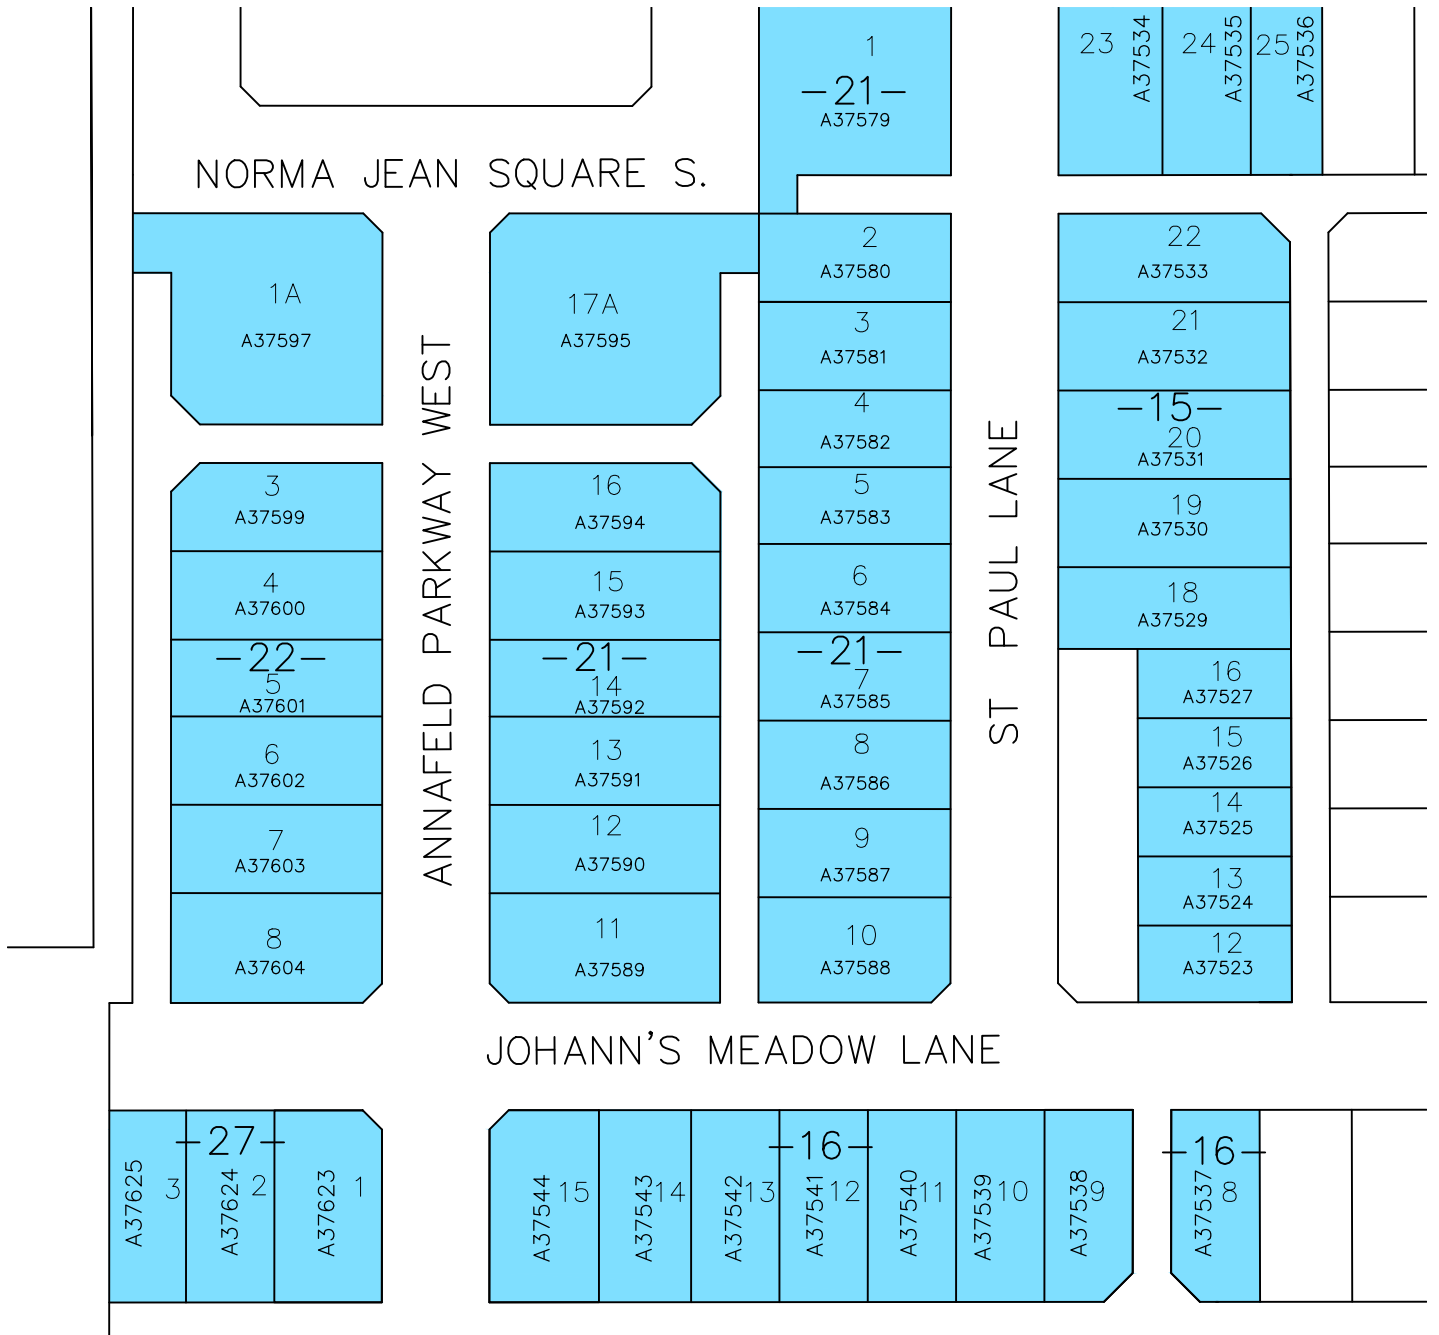 1
-21-
A37579
23
A37534
24
A37535
25
A37536
NORMA JEAN SQUARE S.
1A
A37597
17A
A37595
2
A37580
3
A37581
4
A37582
5
A37583
6
A37584
-21-
7
A37585
8
A37586
9
A37587
10
A37588
22
A37533
21
A37532
-15-
20
A37531
19
A37530
18
A37529
16
A37527
15
A37526
14
A37525
13
A37524
12
A37523
ANNAFELD PARKWAY WEST
ST PAUL LANE
3
A37599
4
A37600
-22-
5
A37601
6
A37602
7
A37603
8
A37604
16
A37594
15
A37593
-21-
14
A37592
13
A37591
12
A37590
11
A37589
JOHANN'S MEADOW LANE
-27-
A37625
3
A37624
2
A37623
1
-16-
A37544
15
A37543
14
A37542
13
A37541
12
A37540
11
A37539
10
A37538
9
-16-
A37537
8